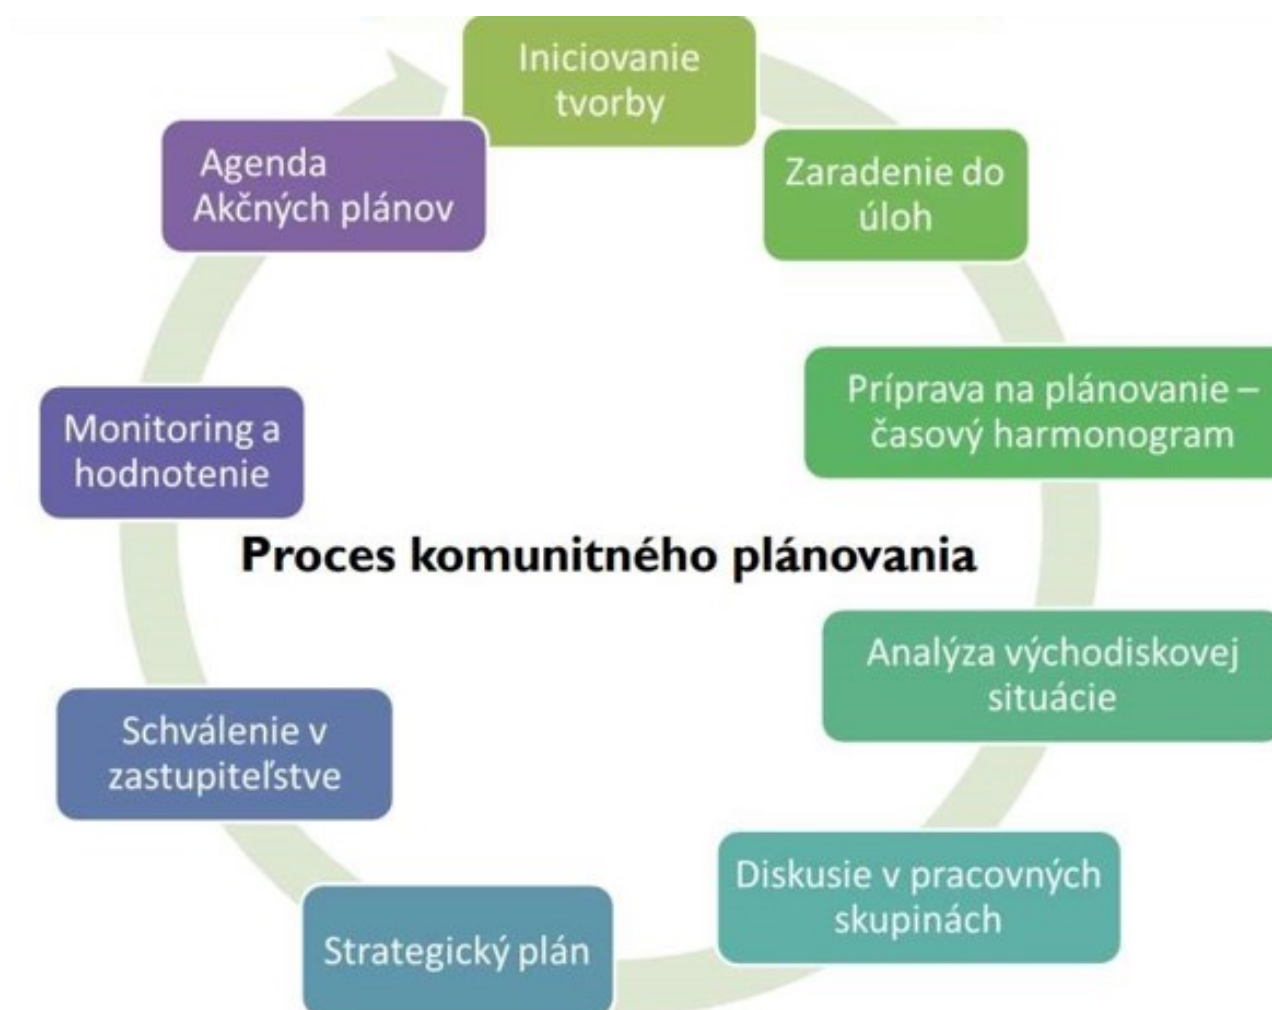 Iniciovanie
tvorby
Zaradenie do
úloh
Príprava na plánovanie –
časový harmonogram
Analýza východiskovej
situácie
Diskusie v pracovných
skupinách
Strategický plán
Schválenie v
zastupiteľstve
Monitoring a
hodnotenie
Agenda
Akčných plánov
Proces komunitného plánovania